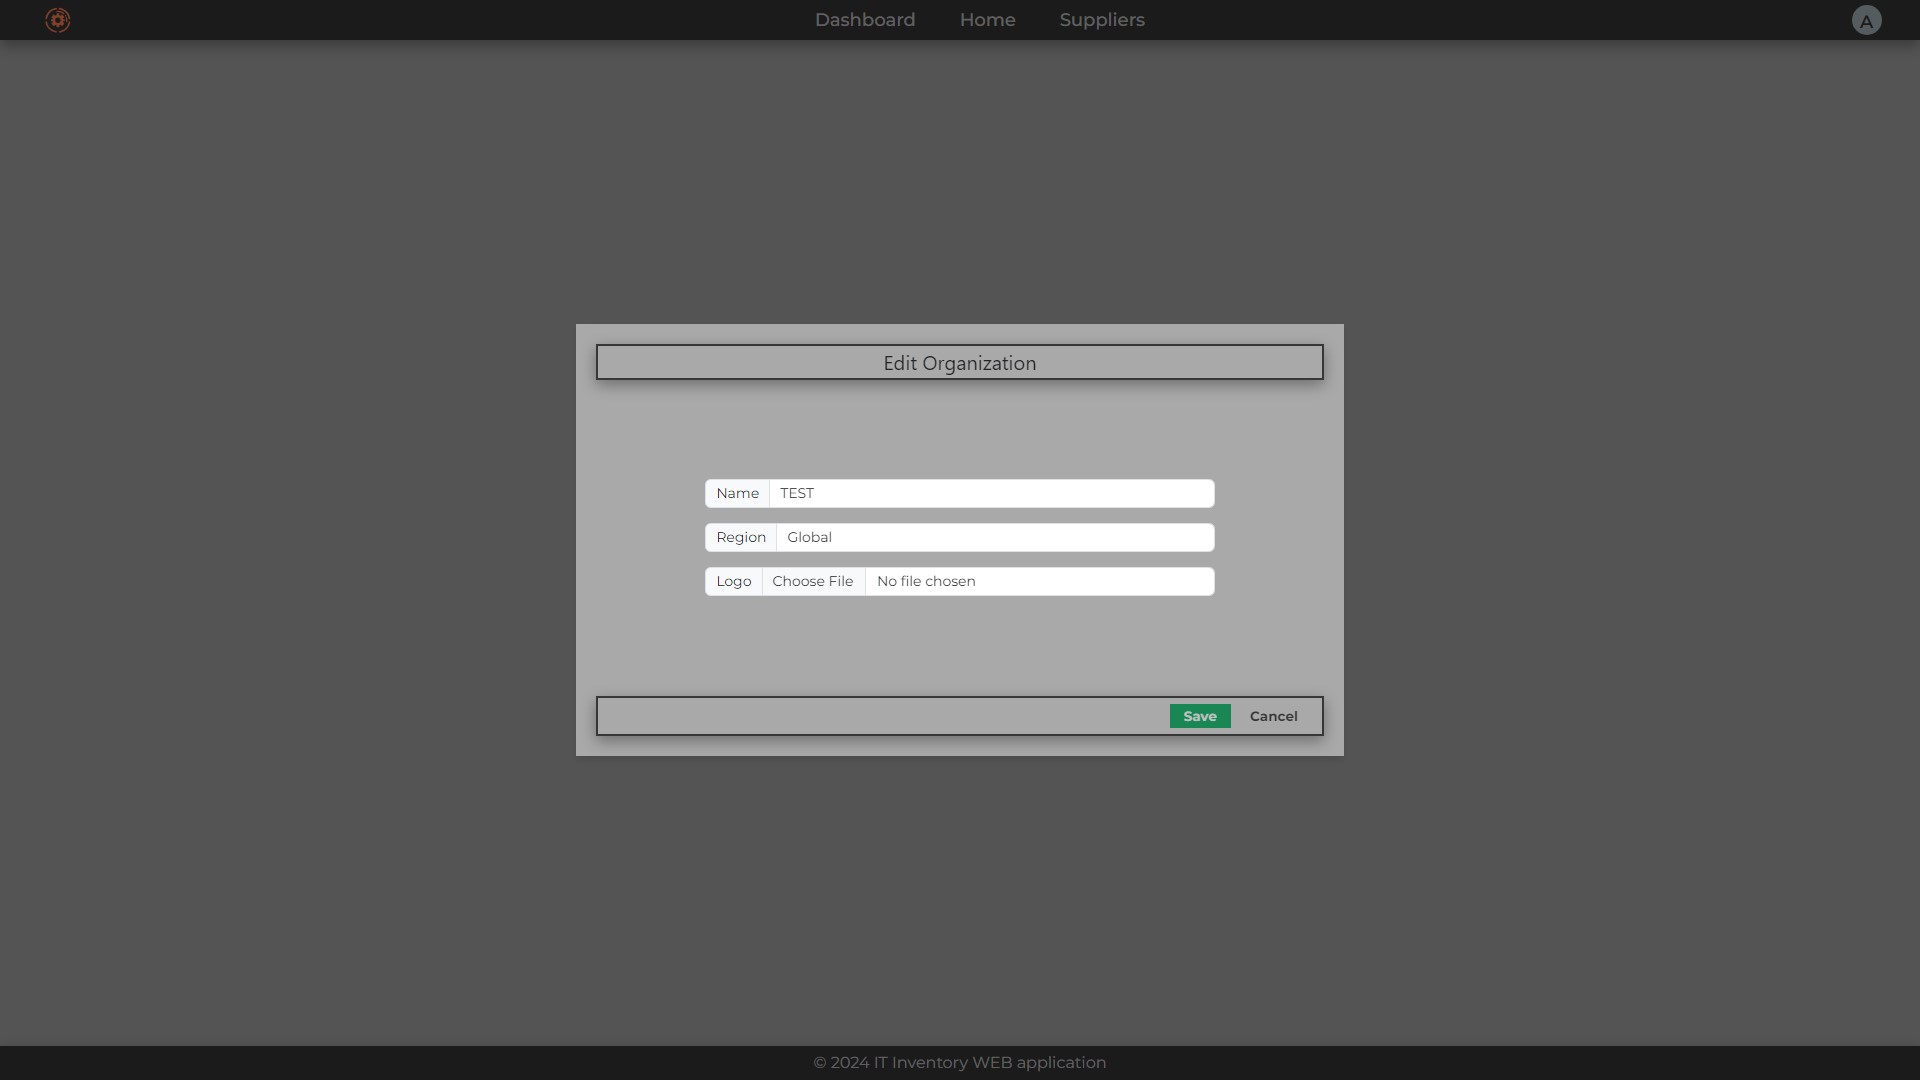 Dashboard Home Suppliers A
Edit Organization
Name TEST
Region Global
Logo Choose File No file chosen
Save Cancel
© 2024 IT Inventory WEB application